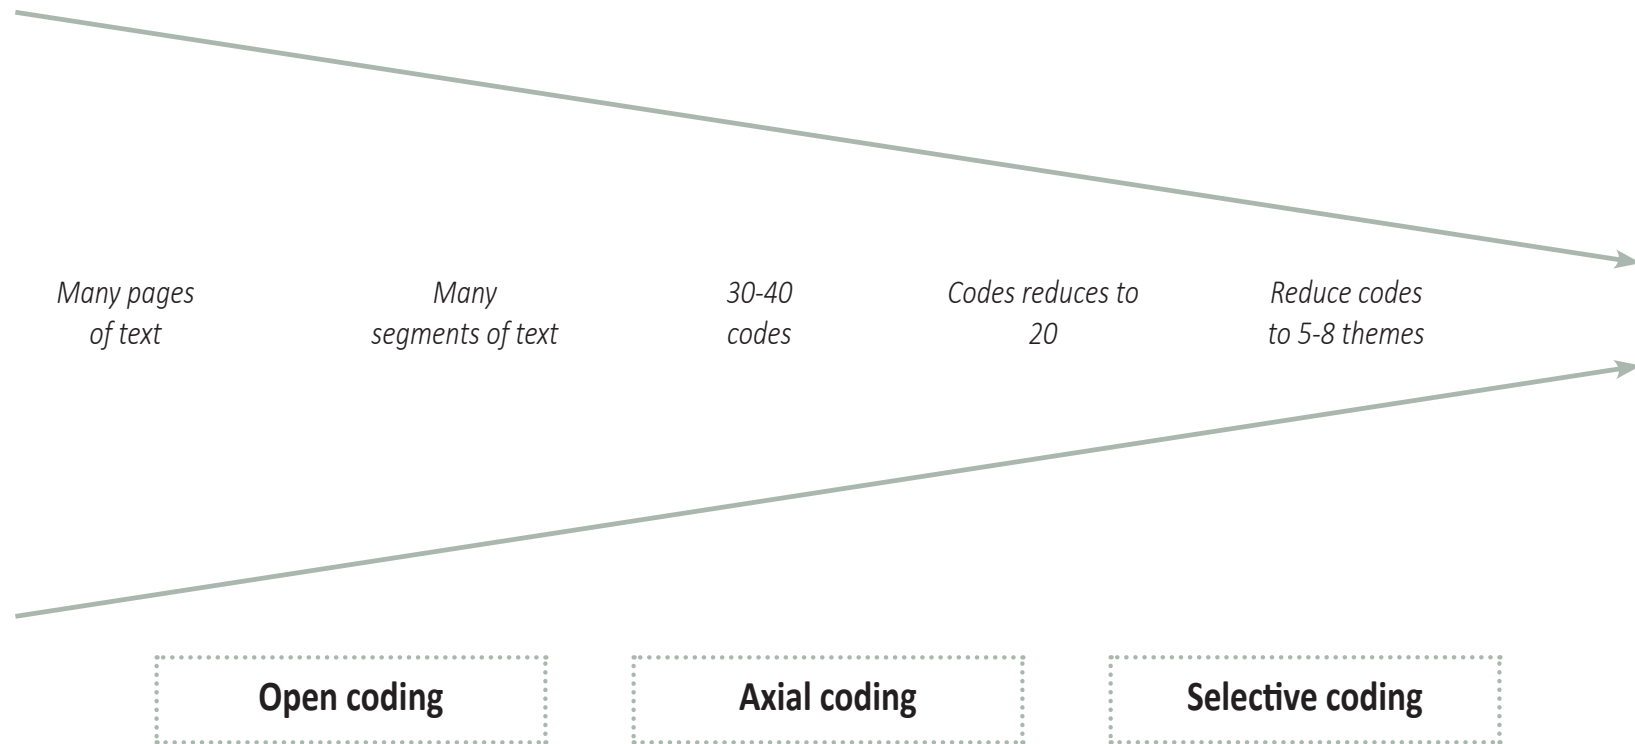 Many pages
of text
Many
segments of text
30-40
codes
Codes reduces to
20
Reduce codes
to 5-8 themes
Open coding
Axial coding
Selective coding